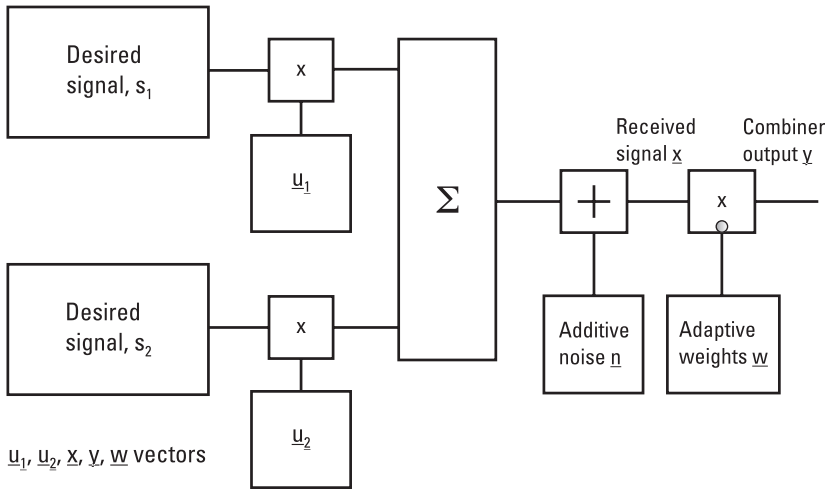 Desired
signal, s₁
x
u₁
Σ
Received
signal x
Combiner
output y
+
x
Desired
signal, s₂
x
u₂
Additive
noise n
Adaptive
weights w
u₁, u₂, x, y, w vectors